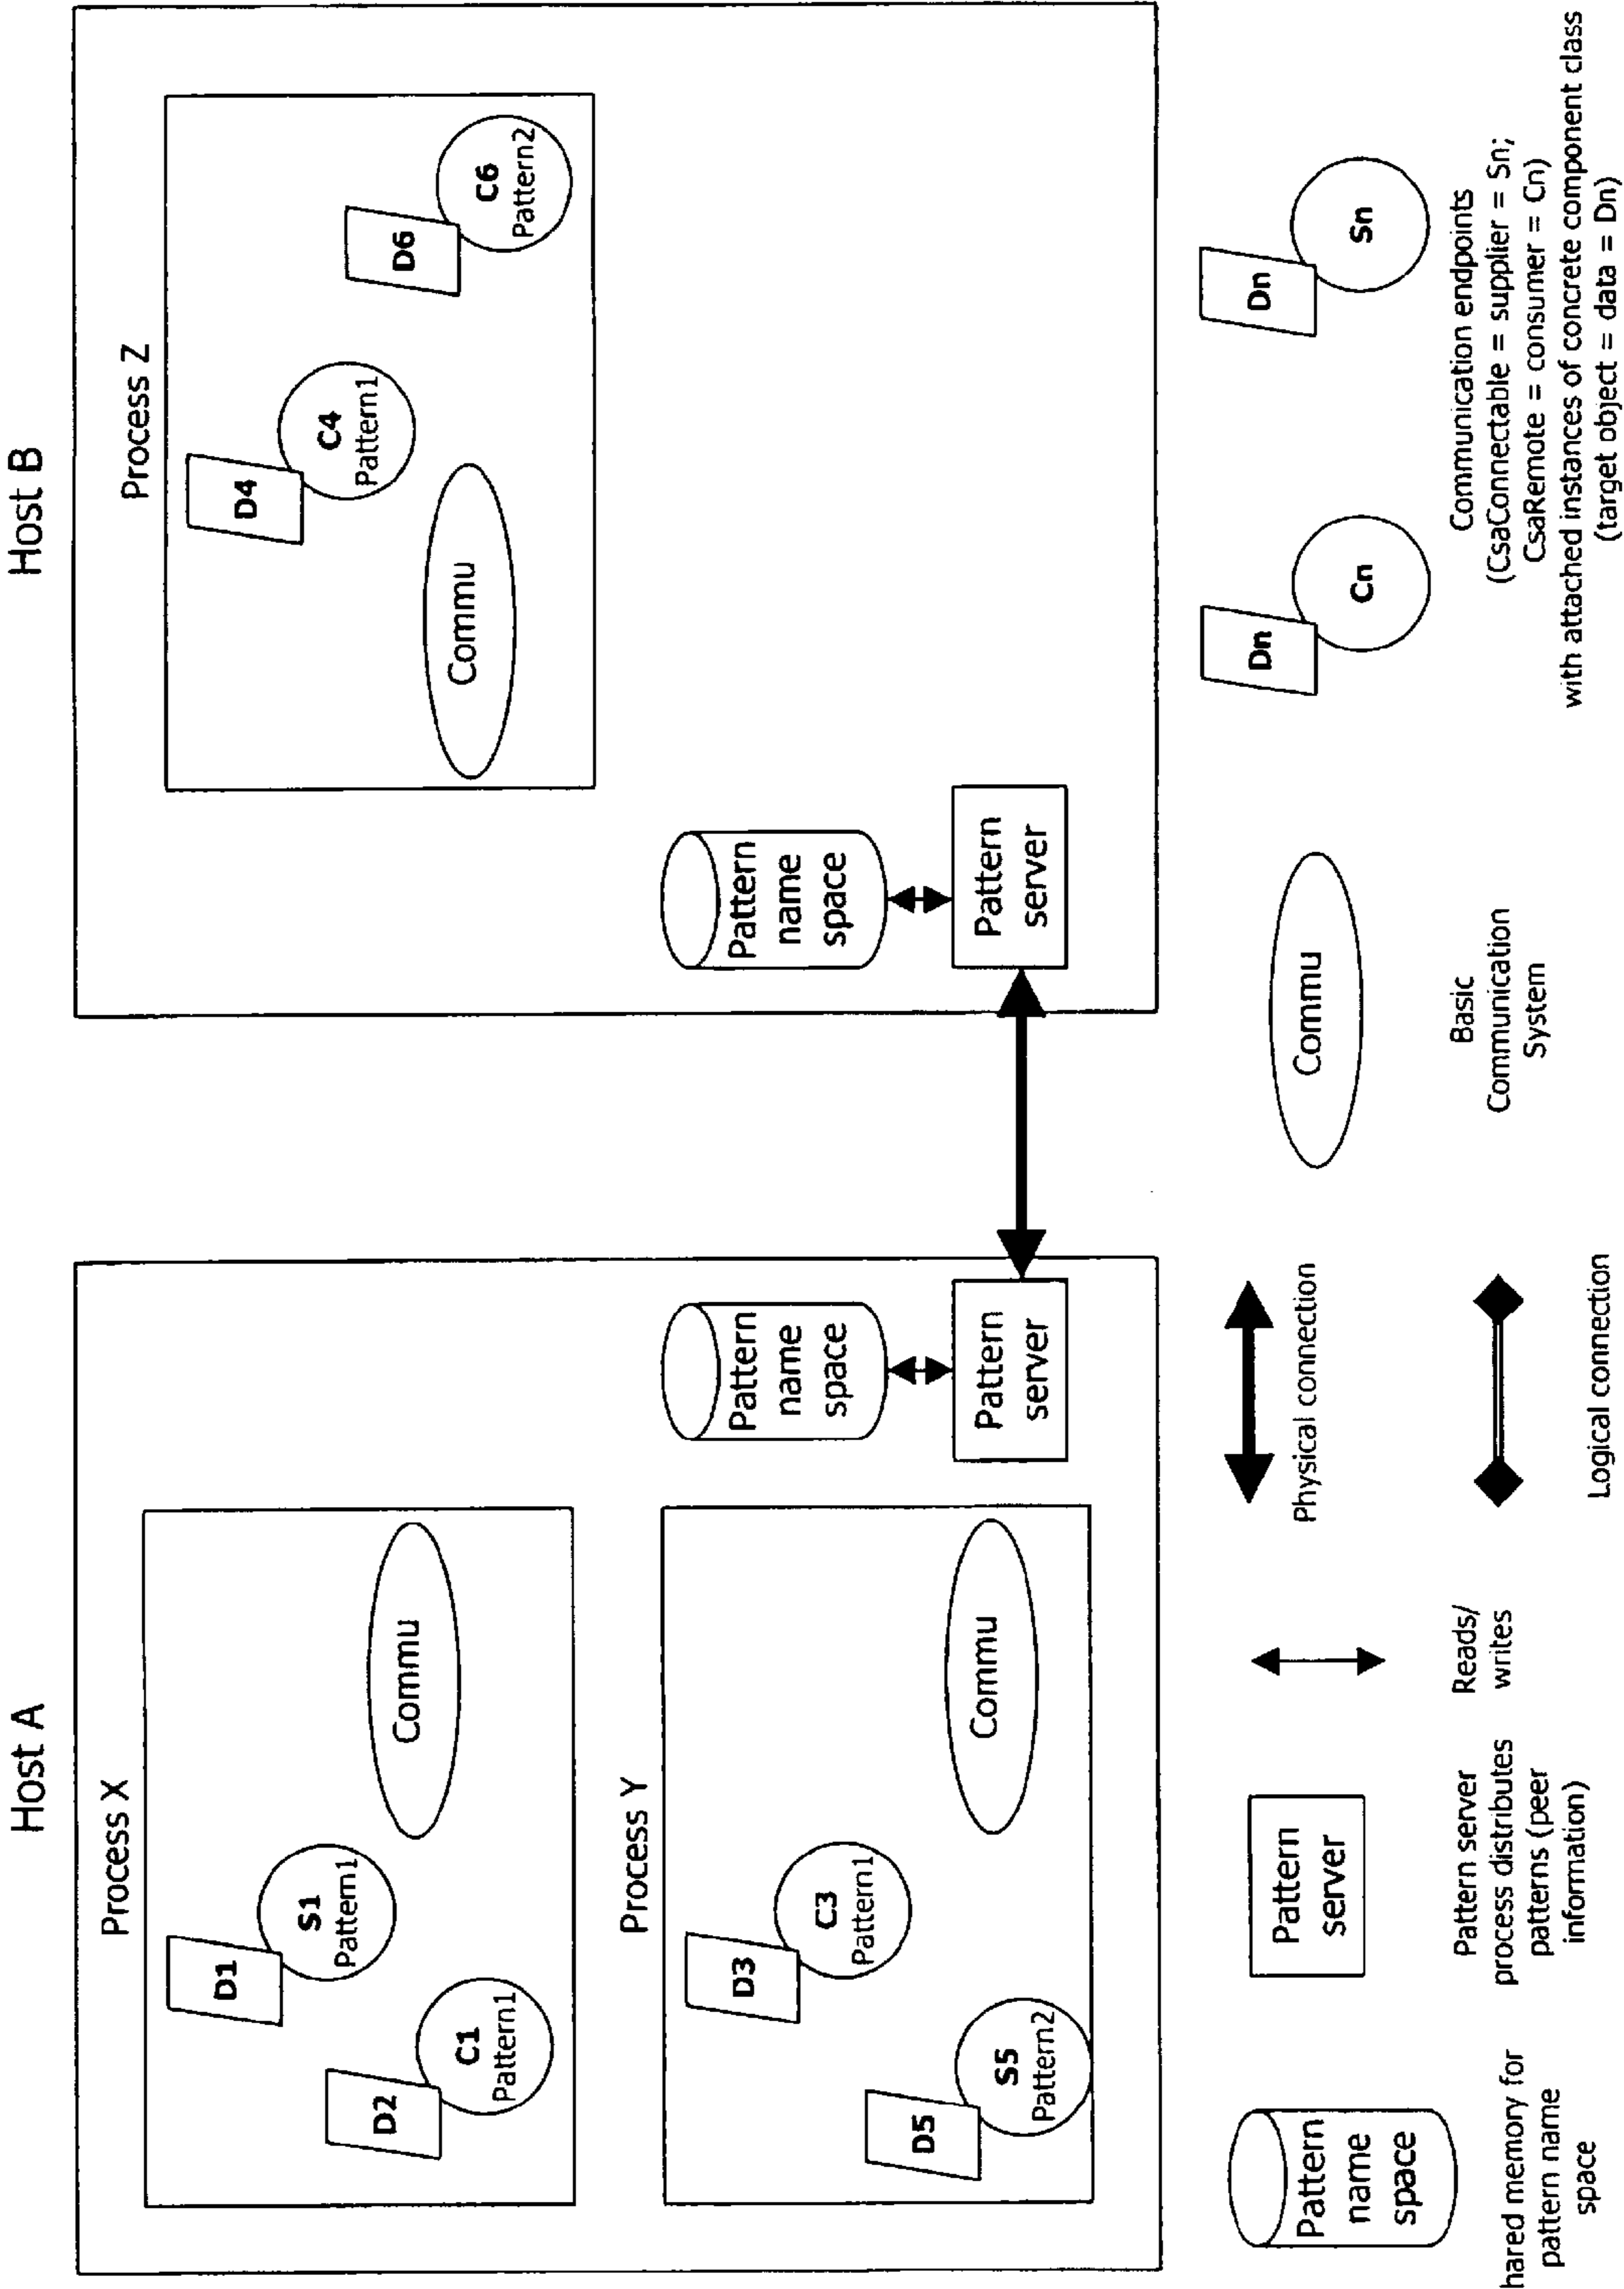 Host A
Process X
D1
S1
Pattern1
D2
C1
Pattern1
Commu
Process Y
D3
C3
Pattern1
D5
S5
Pattern2
Commu
Pattern
name
space
Pattern
server
Host B
Process Z
D4
C4
Pattern1
D6
C6
Pattern2
Commu
Pattern
name
space
Pattern
server
Pattern
name
space
hared memory for
pattern name
space
Pattern
server
Pattern server
process distributes
patterns (peer
information)
Reads/
writes
Physical connection
Logical connection
Commu
Basic
Communication
System
Dn
Cn
Dn
Sn
Communication endpoints
(CsaConnectable = supplier = Sn;
CsaRemote = consumer = Cn)
with attached instances of concrete component class
(target object = data = Dn)